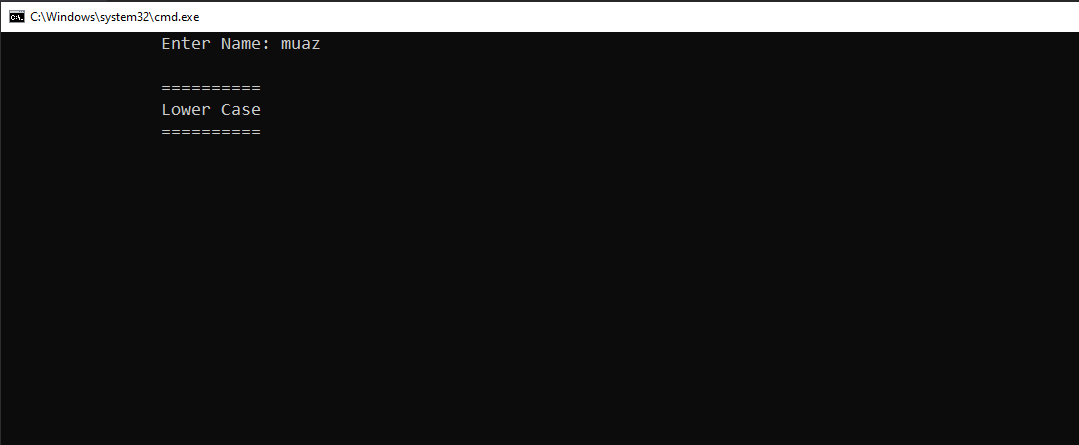 C:\Windows\system32\cmd.exe
Enter Name: muaz
==========
Lower Case
==========